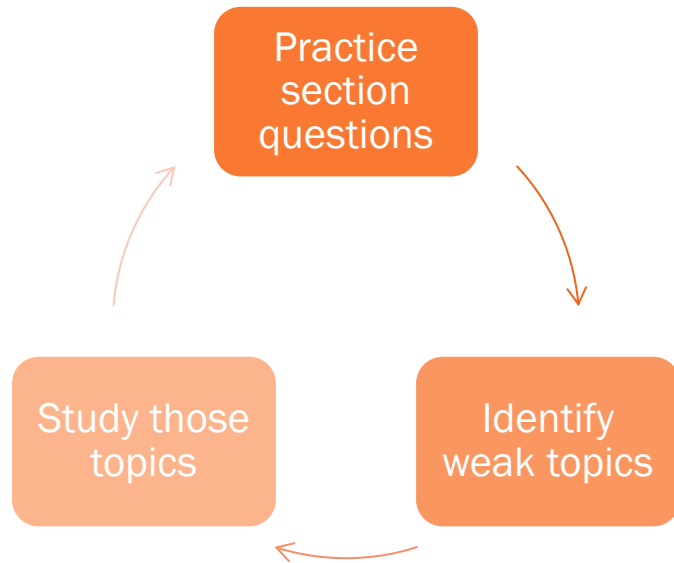 Practice
section
questions
Identify
weak topics
Study those
topics